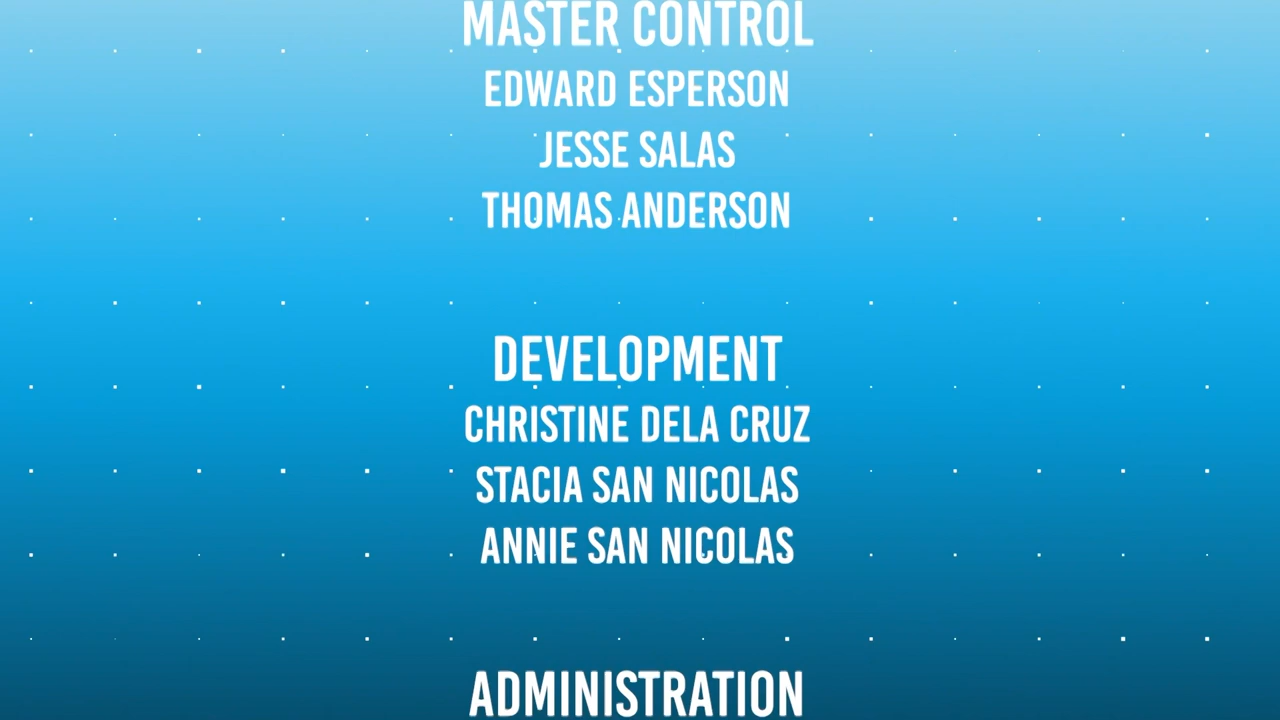 MASTER CONTROL
EDWARD ESPERSON
JESSE SALAS
THOMAS ANDERSON
DEVELOPMENT
CHRISTINE DELA CRUZ
STACIA SAN NICOLAS
ANNIE SAN NICOLAS
ADMINISTRATION